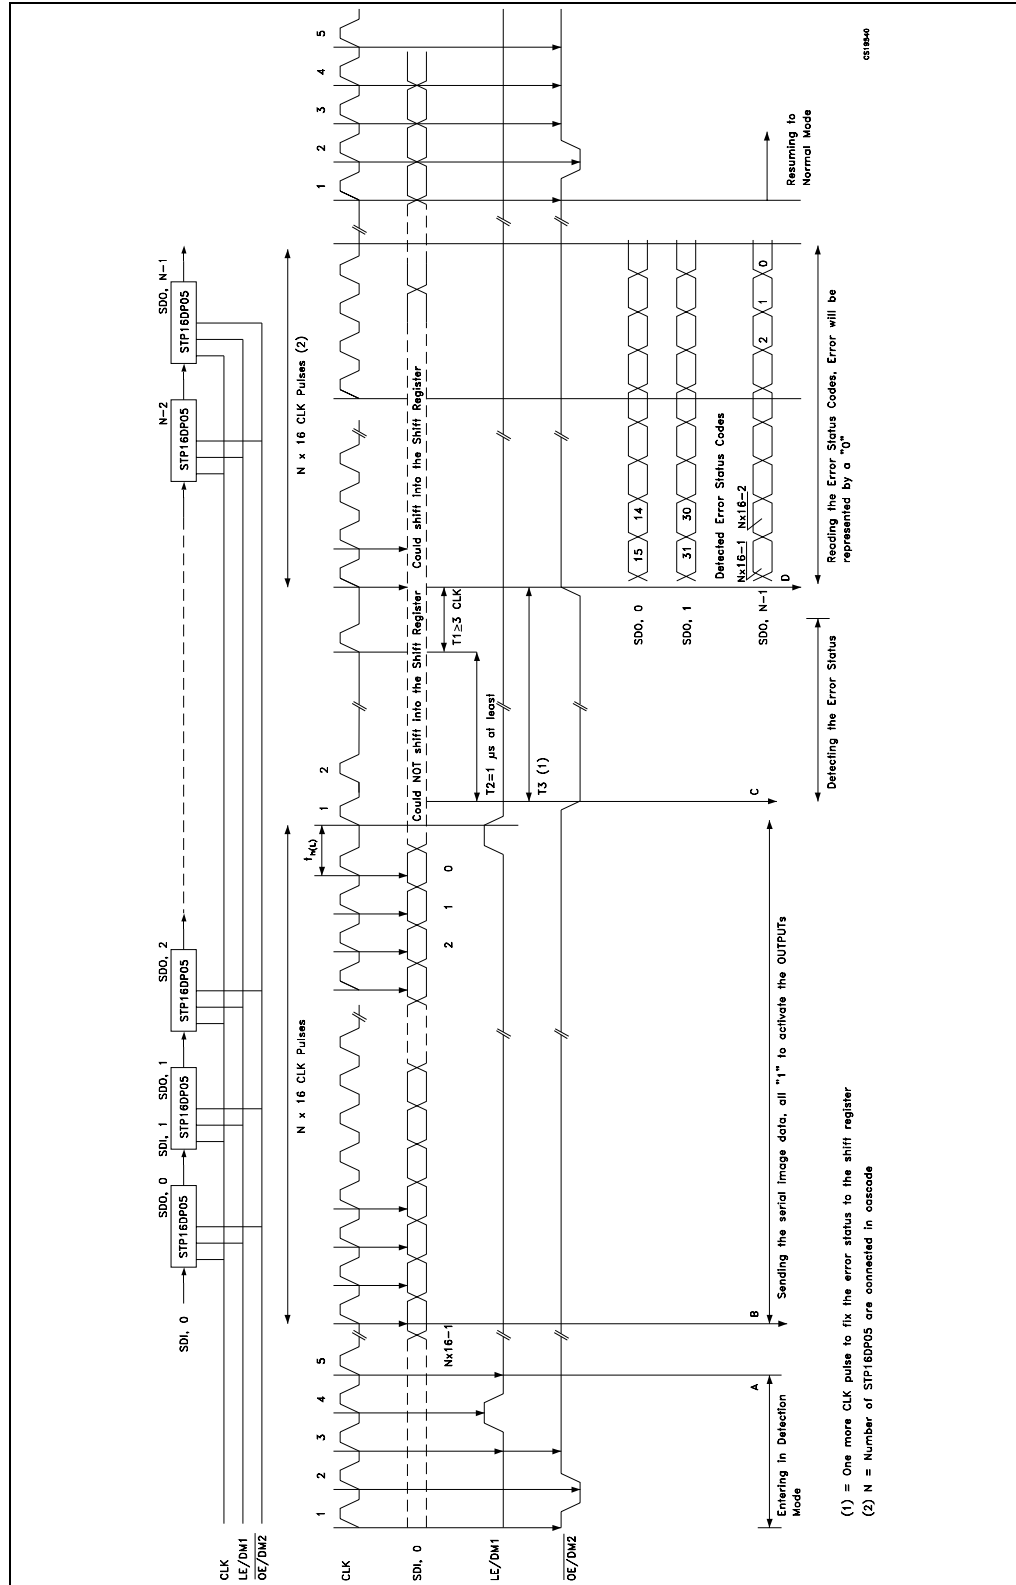 SDI, 0
STP16DP05
SDO, 0
SDI, 1
STP16DP05
SDO, 1
STP16DP05
SDO, 2
N-2
STP16DP05
STP16DP05
SDO, N-1
CLK
LE/DM1
OE/DM2
N x 16 CLK Pulses
N x 16 CLK Pulses (2)
CLK
1 2 3 4 5
1 2
1 2 3 4 5
th(L)
SDI, 0
Nx16-1
2 1 0
Could NOT shift into the Shift Register
Could shift into the Shift Register
T1≥3 CLK
T2=1 µs at least
T3 (1)
LE/DM1
OE/DM2
SDO, 0
15 14
SDO, 1
31 30
Detected Error Status Codes
Nx16-1 Nx16-2
SDO, N-1
2 1 0
A
B
C
D
Entering in Detection
Mode
Sending the serial image data, all "1" to activate the OUTPUTs
Detecting the Error Status
Reading the Error Status Codes, Error will be
represented by a "0"
Resuming to
Normal Mode
(1) = One more CLK pulse to fix the error status to the shift register
(2) N = Number of STP16DP05 are connected in cascade
CS18540